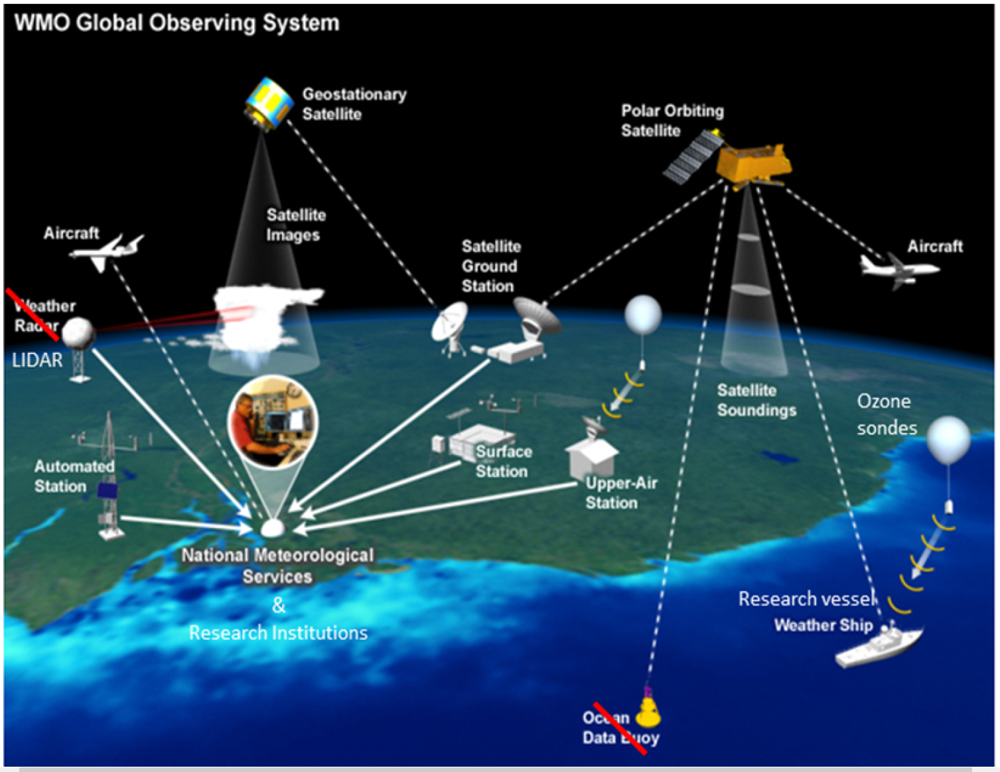 WMO Global Observing System
Geostationary
Satellite
Polar Orbiting
Satellite
Satellite
Images
Aircraft
Satellite
Ground
Station
Aircraft
Weather
Radar
LIDAR
Satellite
Soundings
Ozone
sondes
Automated
Station
Surface
Station
Upper-Air
Station
National Meteorological
Services
&
Research Institutions
Research vessel
Weather Ship
Ocean
Data Buoy